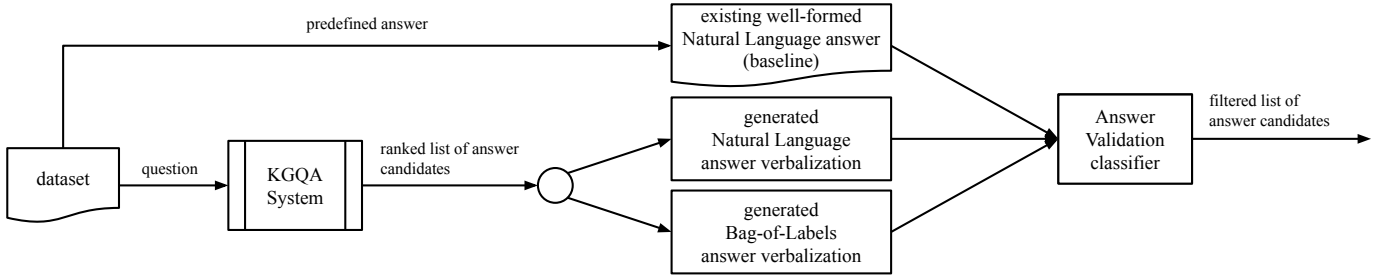 predefined answer
existing well-formed
Natural Language answer
(baseline)
dataset
question
KGQA
System
ranked list of answer
candidates
generated
Natural Language
answer verbalization
generated
Bag-of-Labels
answer verbalization
Answer
Validation
classifier
filtered list of
answer candidates